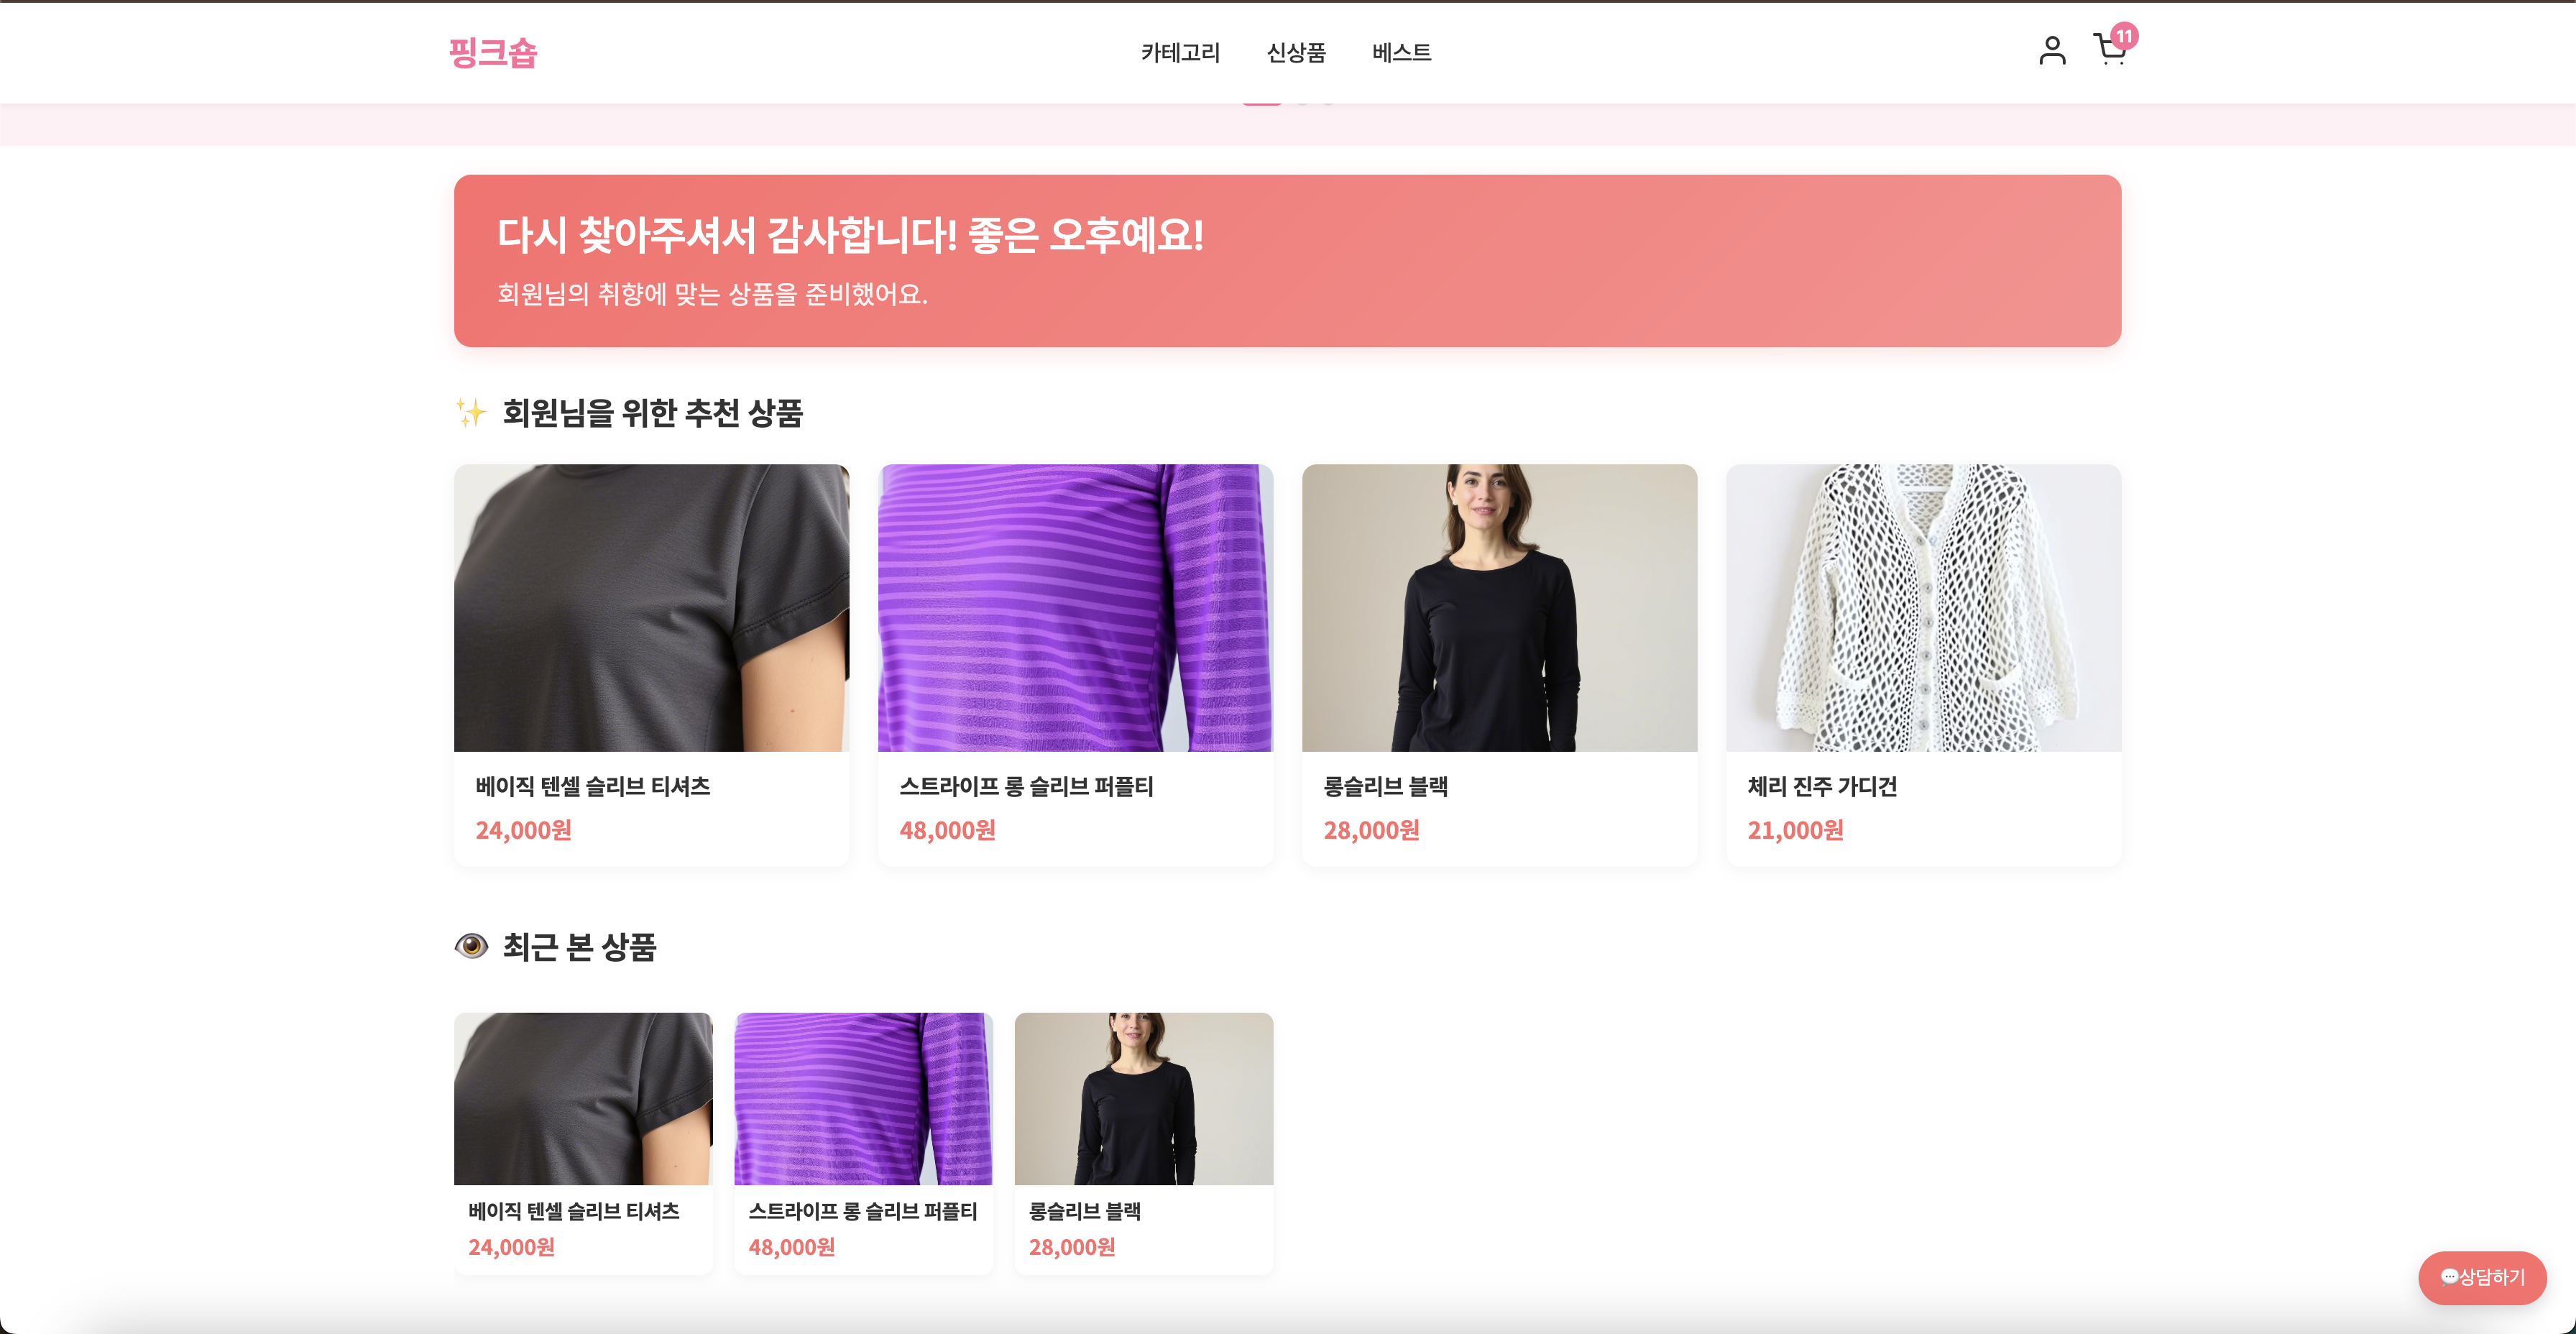 핑크숍
카테고리 신상품 베스트
11
다시 찾아주셔서 감사합니다! 좋은 오후예요!
회원님의 취향에 맞는 상품을 준비했어요.
✨ 회원님을 위한 추천 상품
베이직 텐셀 슬리브 티셔츠
24,000원
스트라이프 롱 슬리브 퍼플티
48,000원
롱슬리브 블랙
28,000원
체리 진주 가디건
21,000원
👁️ 최근 본 상품
베이직 텐셀 슬리브 티셔츠
24,000원
스트라이프 롱 슬리브 퍼플티
48,000원
롱슬리브 블랙
28,000원
💬상담하기